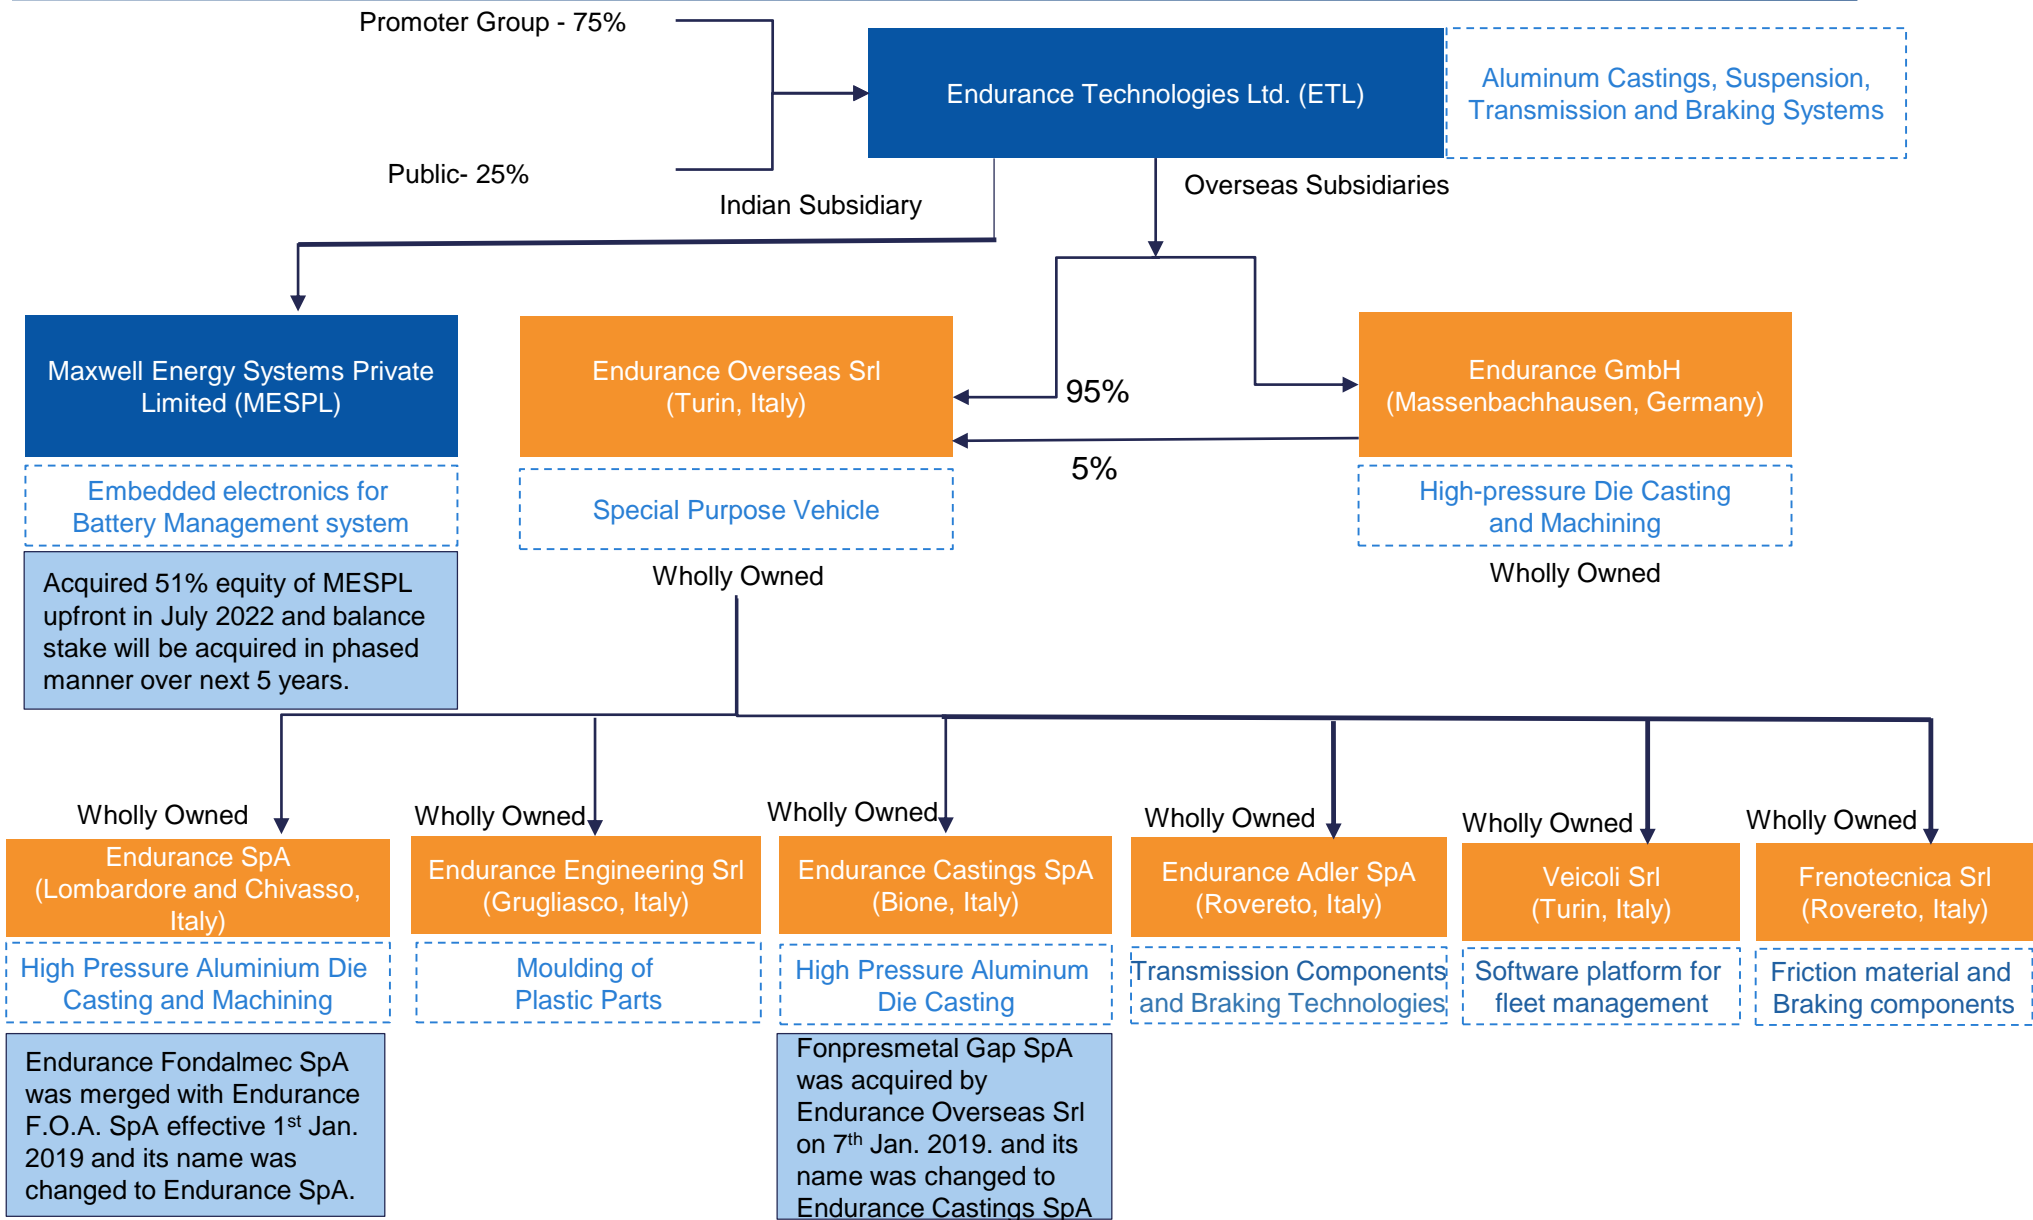 Promoter Group - 75%
Endurance Technologies Ltd. (ETL)
Aluminum Castings, Suspension,
Transmission and Braking Systems
Public- 25%
Indian Subsidiary
Overseas Subsidiaries
Maxwell Energy Systems Private
Limited (MESPL)
Endurance Overseas Srl
(Turin, Italy)
95%
5%
Endurance GmbH
(Massenbachhausen, Germany)
Embedded electronics for
Battery Management system
Special Purpose Vehicle
High-pressure Die Casting
and Machining
Acquired 51% equity of MESPL
upfront in July 2022 and balance
stake will be acquired in phased
manner over next 5 years.
Wholly Owned
Wholly Owned
Wholly Owned
Wholly Owned
Wholly Owned
Wholly Owned
Wholly Owned
Wholly Owned
Endurance SpA
(Lombardore and Chivasso,
Italy)
Endurance Engineering Srl
(Grugliasco, Italy)
Endurance Castings SpA
(Bione, Italy)
Endurance Adler SpA
(Rovereto, Italy)
Veicoli Srl
(Turin, Italy)
Frenotecnica Srl
(Rovereto, Italy)
High Pressure Aluminium Die
Casting and Machining
Moulding of
Plastic Parts
High Pressure Aluminum
Die Casting
Transmission Components
and Braking Technologies
Software platform for
fleet management
Friction material and
Braking components
Endurance Fondalmec SpA
was merged with Endurance
F.O.A. SpA effective 1st Jan.
2019 and its name was
changed to Endurance SpA.
Fonpresmetal Gap SpA
was acquired by
Endurance Overseas Srl
on 7th Jan. 2019. and its
name was changed to
Endurance Castings SpA